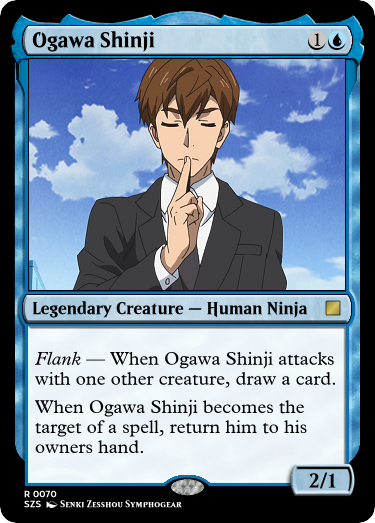 Ogawa Shinji 1
Legendary Creature — Human Ninja
Flank — When Ogawa Shinji attacks
with one other creature, draw a card.
When Ogawa Shinji becomes the
target of a spell, return him to his
owners hand.
2/1
R 0070
SZS Senki Zesshou Symphogear